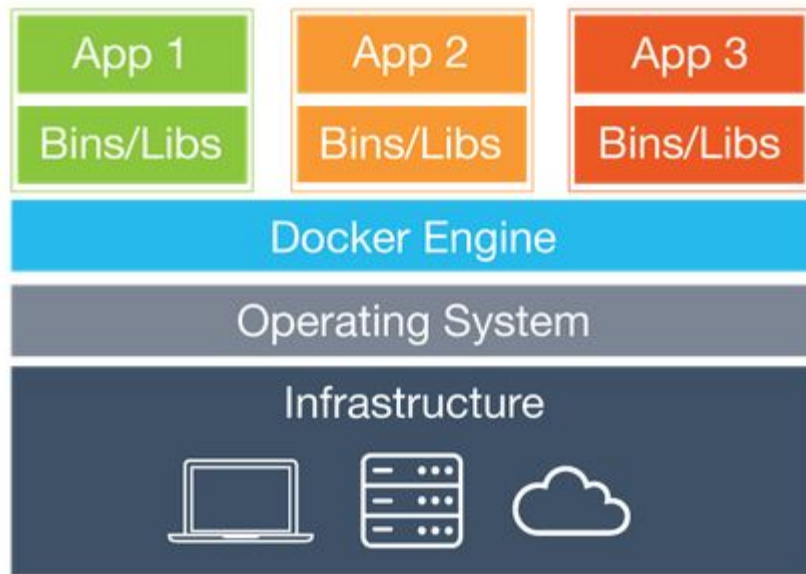 App 1
App 2
App 3
Bins/Libs
Bins/Libs
Bins/Libs
Docker Engine
Operating System
Infrastructure